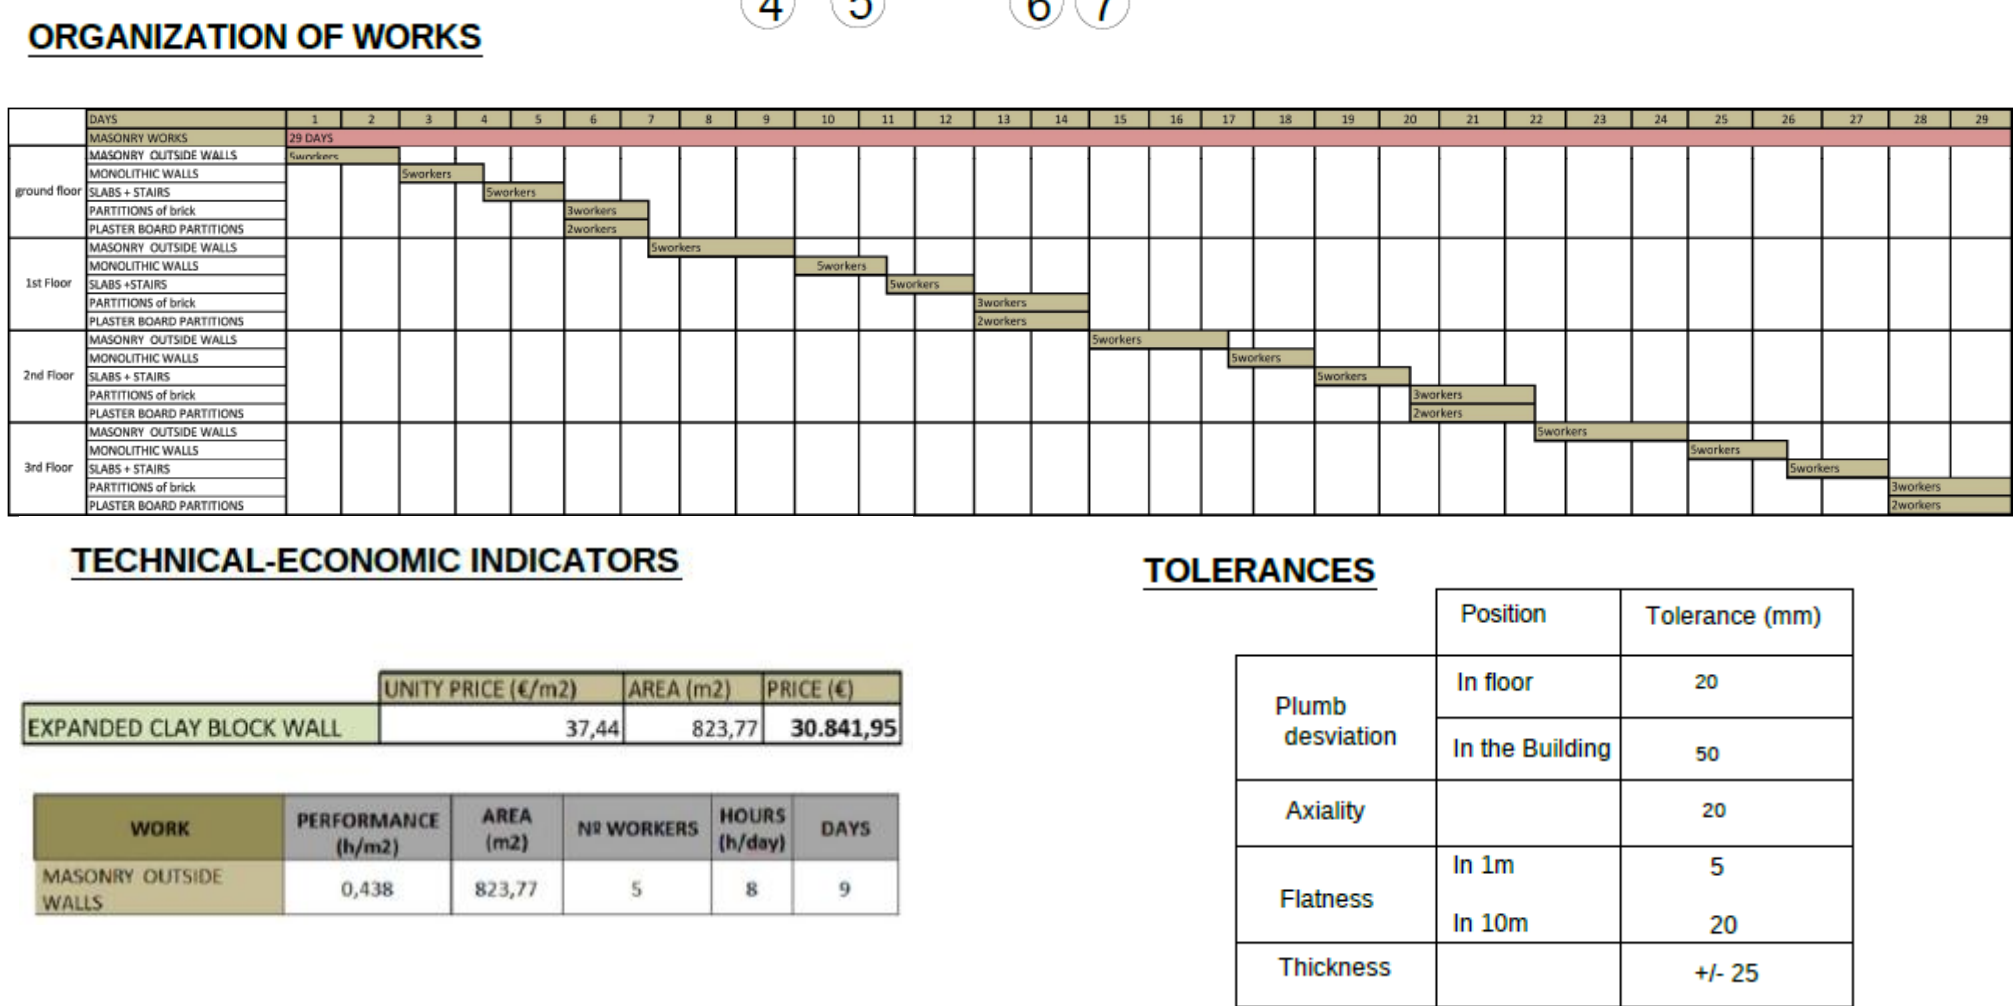 4 5 6 7
ORGANIZATION OF WORKS
DAYS 1 2 3 4 5 6 7 8 9 10 11 12 13 14 15 16 17 18 19 20 21 22 23 24 25 26 27 28 29
MASONRY WORKS 29 DAYS
ground floor
MASONRY OUTSIDE WALLS 5workers
MONOLITHIC WALLS 5workers
SLABS + STAIRS 5workers
PARTITIONS of brick 3workers
PLASTER BOARD PARTITIONS 2workers
1st Floor
MASONRY OUTSIDE WALLS 5workers
MONOLITHIC WALLS 5workers
SLABS +STAIRS 5workers
PARTITIONS of brick 3workers
PLASTER BOARD PARTITIONS 2workers
2nd Floor
MASONRY OUTSIDE WALLS 5workers
MONOLITHIC WALLS 5workers
SLABS + STAIRS 5workers
PARTITIONS of brick 3workers
PLASTER BOARD PARTITIONS 2workers
3rd Floor
MASONRY OUTSIDE WALLS 5workers
MONOLITHIC WALLS 5workers
SLABS + STAIRS 5workers
PARTITIONS of brick 3workers
PLASTER BOARD PARTITIONS 2workers
TECHNICAL-ECONOMIC INDICATORS
UNITY PRICE (€/m2) AREA (m2) PRICE (€)
EXPANDED CLAY BLOCK WALL 37,44 823,77 30.841,95
WORK PERFORMANCE (h/m2) AREA (m2) Nº WORKERS HOURS (h/day) DAYS
MASONRY OUTSIDE WALLS 0,438 823,77 5 8 9
TOLERANCES
Position Tolerance (mm)
Plumb desviation
In floor 20
In the Building 50
Axiality 20
Flatness
In 1m 5
In 10m 20
Thickness +/- 25